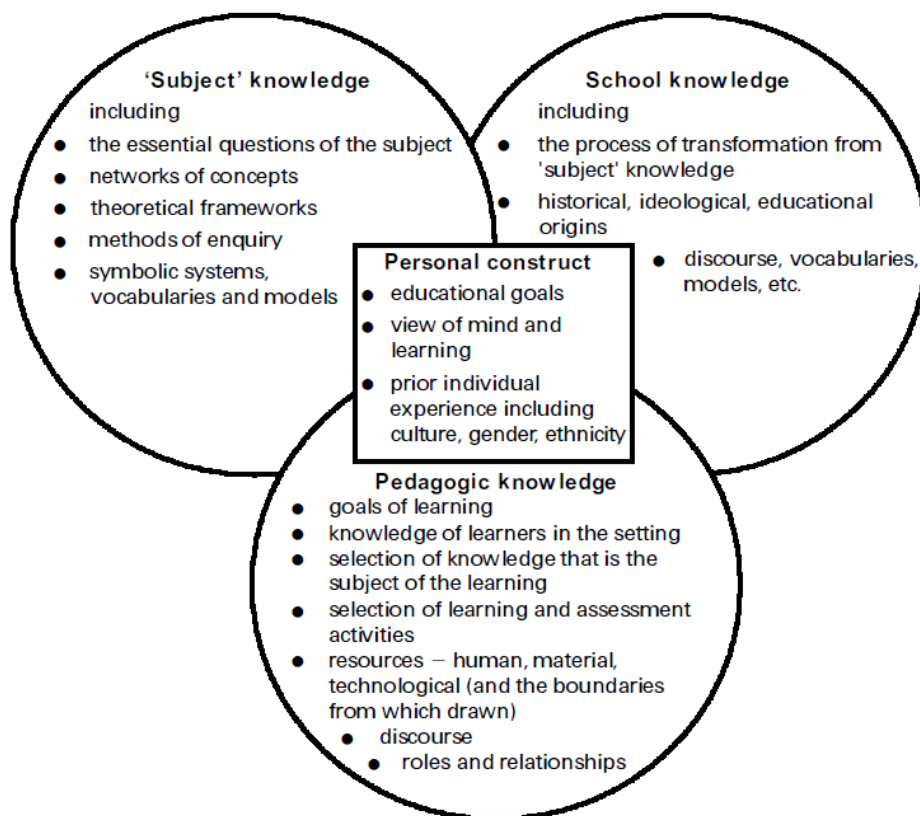 ‘Subject’ knowledge
including
● the essential questions of the subject
● networks of concepts
● theoretical frameworks
● methods of enquiry
● symbolic systems,
vocabularies and models
School knowledge
including
● the process of transformation from
'subject' knowledge
● historical, ideological, educational
origins
● discourse, vocabularies,
models, etc.
Personal construct
● educational goals
● view of mind and
learning
● prior individual
experience including
culture, gender, ethnicity
Pedagogic knowledge
● goals of learning
● knowledge of learners in the setting
● selection of knowledge that is the
subject of the learning
● selection of learning and assessment
activities
● resources – human, material,
technological (and the boundaries
from which drawn)
● discourse
● roles and relationships